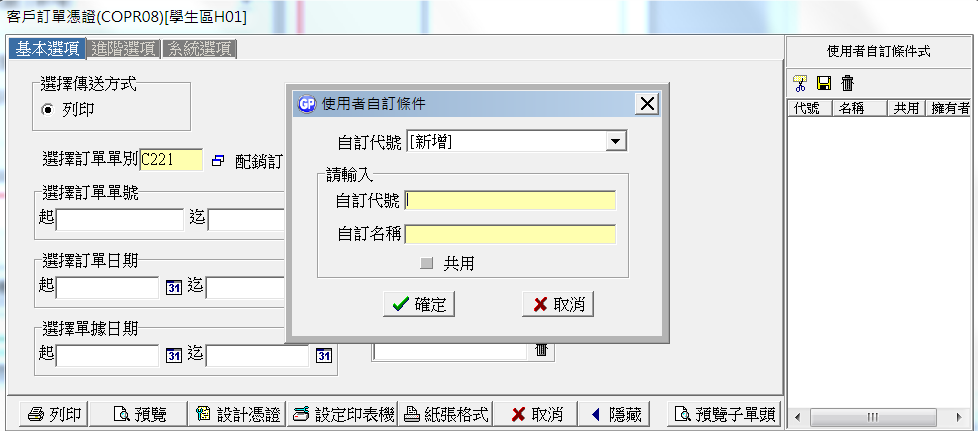 客戶訂單憑證(COPR08)[學生區H01]
基本選項 進階選項 系統選項
選擇傳送方式
列印
選擇訂單單別 C221 配銷訂
選擇訂單單號
起 迄
選擇訂單日期
起 31 迄
選擇單據日期
起 31 迄 31
GP 使用者自訂條件
自訂代號 [新增]
請輸入
自訂代號
自訂名稱
共用
確定 取消
使用者自訂條件式
代號 名稱 共用 擁有者
列印 預覽 設計憑證 設定印表機 紙張格式 取消 隱藏 預覽子單頭